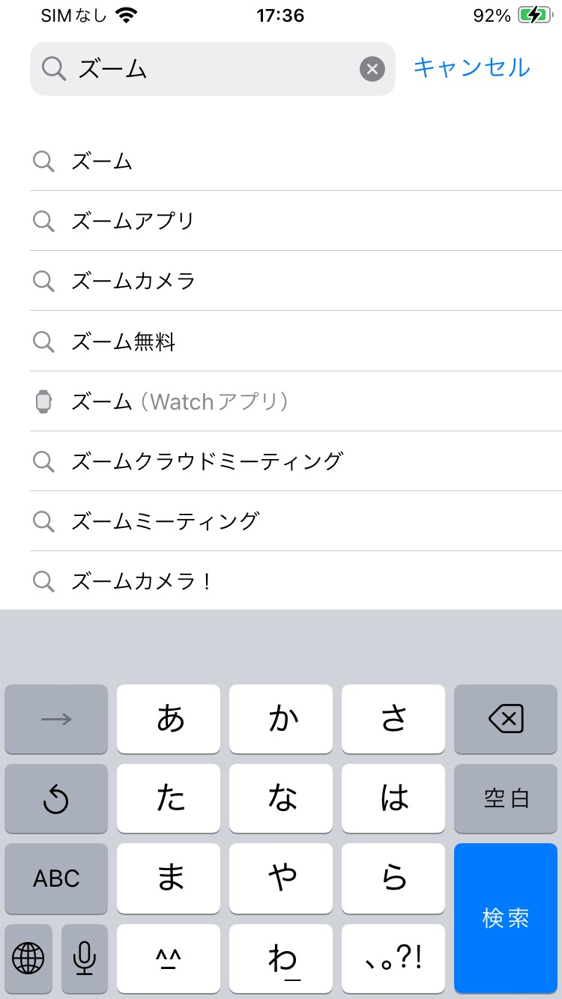 SIMなし 17:36 92%
ズーム キャンセル
ズーム
ズームアプリ
ズームカメラ
ズーム無料
ズーム（Watchアプリ）
ズームクラウドミーティング
ズームミーティング
ズームカメラ！
→ あ か さ
た な は 空白
ABC ま や ら
検索
^_^ わ_ 、。?!